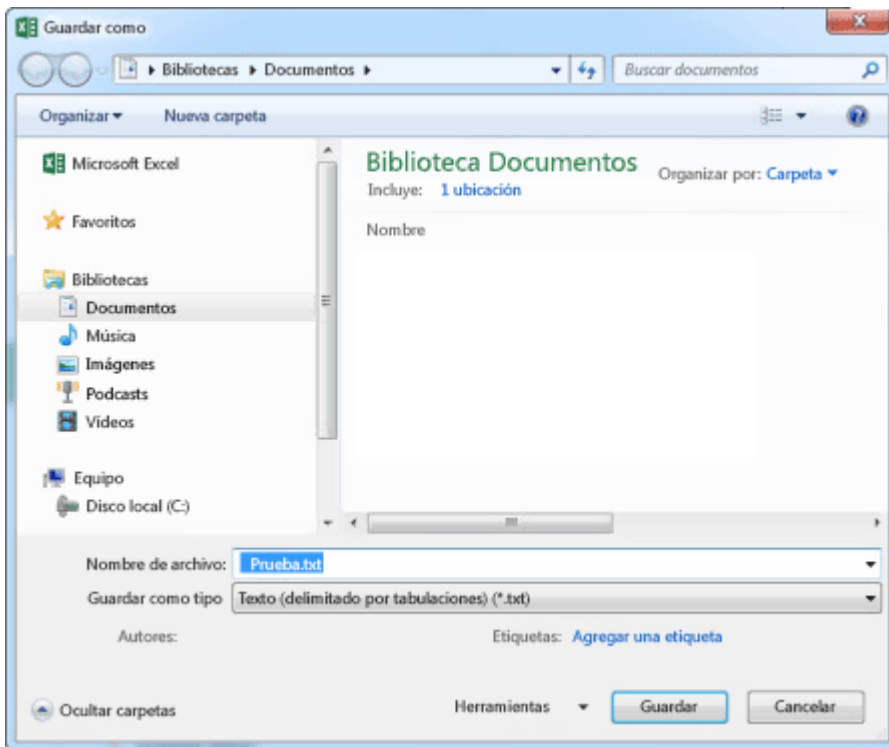 Guardar como
Bibliotecas Documentos
Buscar documentos
Organizar Nueva carpeta
Microsoft Excel
Favoritos
Bibliotecas
Documentos
Música
Imágenes
Podcasts
Vídeos
Equipo
Disco local (C:)
Biblioteca Documentos
Incluye: 1 ubicación
Organizar por: Carpeta
Nombre
Nombre de archivo: Prueba.txt
Guardar como tipo Texto (delimitado por tabulaciones) (*.txt)
Autores: Etiquetas: Agregar una etiqueta
Ocultar carpetas Herramientas Guardar Cancelar